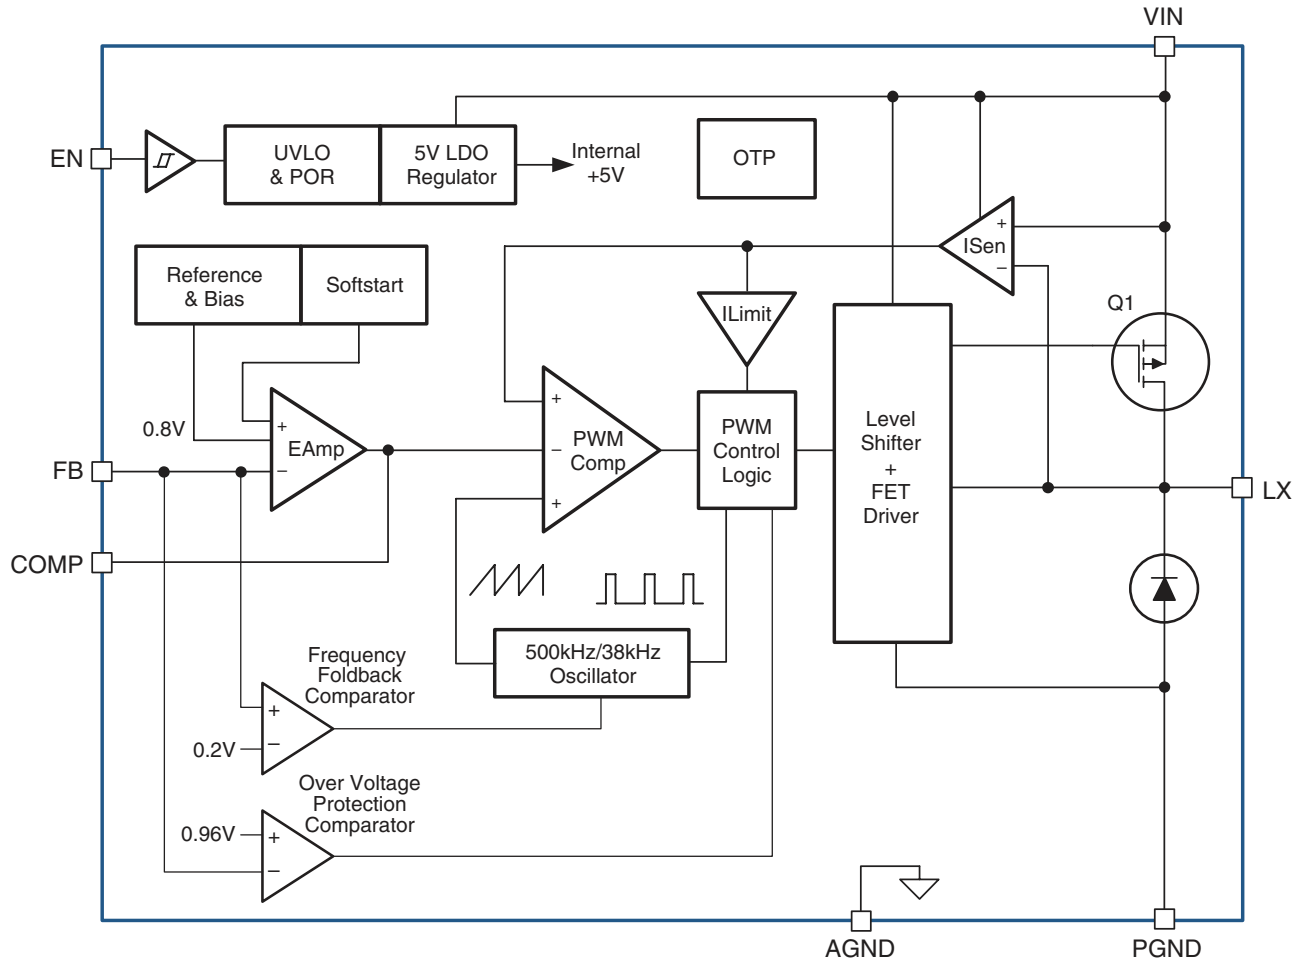 VIN
EN
UVLO
& POR
5V LDO
Regulator
Internal
+5V
OTP
Reference
& Bias
Softstart
+
ISen
–
ILimit
Q1
0.8V
+
EAmp
–
FB
COMP
+
–
PWM
Comp
+
PWM
Control
Logic
Level
Shifter
+
FET
Driver
LX
500kHz/38kHz
Oscillator
Frequency
Foldback
Comparator
+
0.2V
–
Over Voltage
Protection
Comparator
0.96V
+
–
AGND
PGND